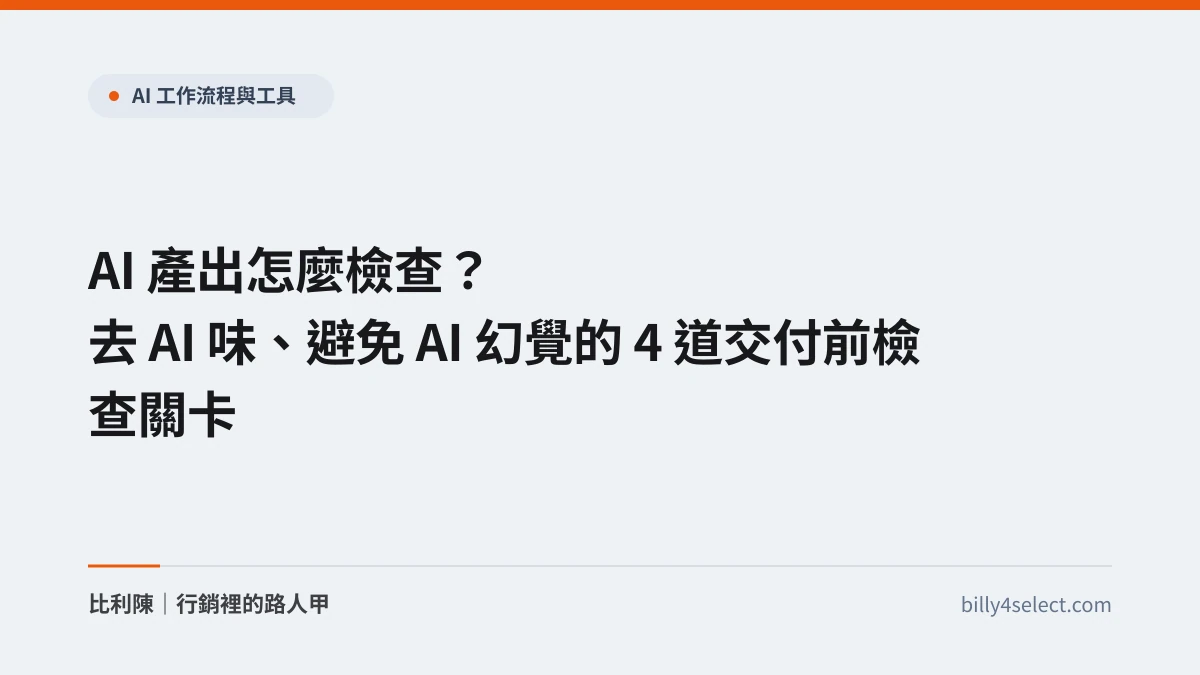 AI 工作流程與工具
AI 產出怎麼檢查？
去 AI 味、避免 AI 幻覺的 4 道交付前檢
查關卡
比利陳｜行銷裡的路人甲
billy4select.com